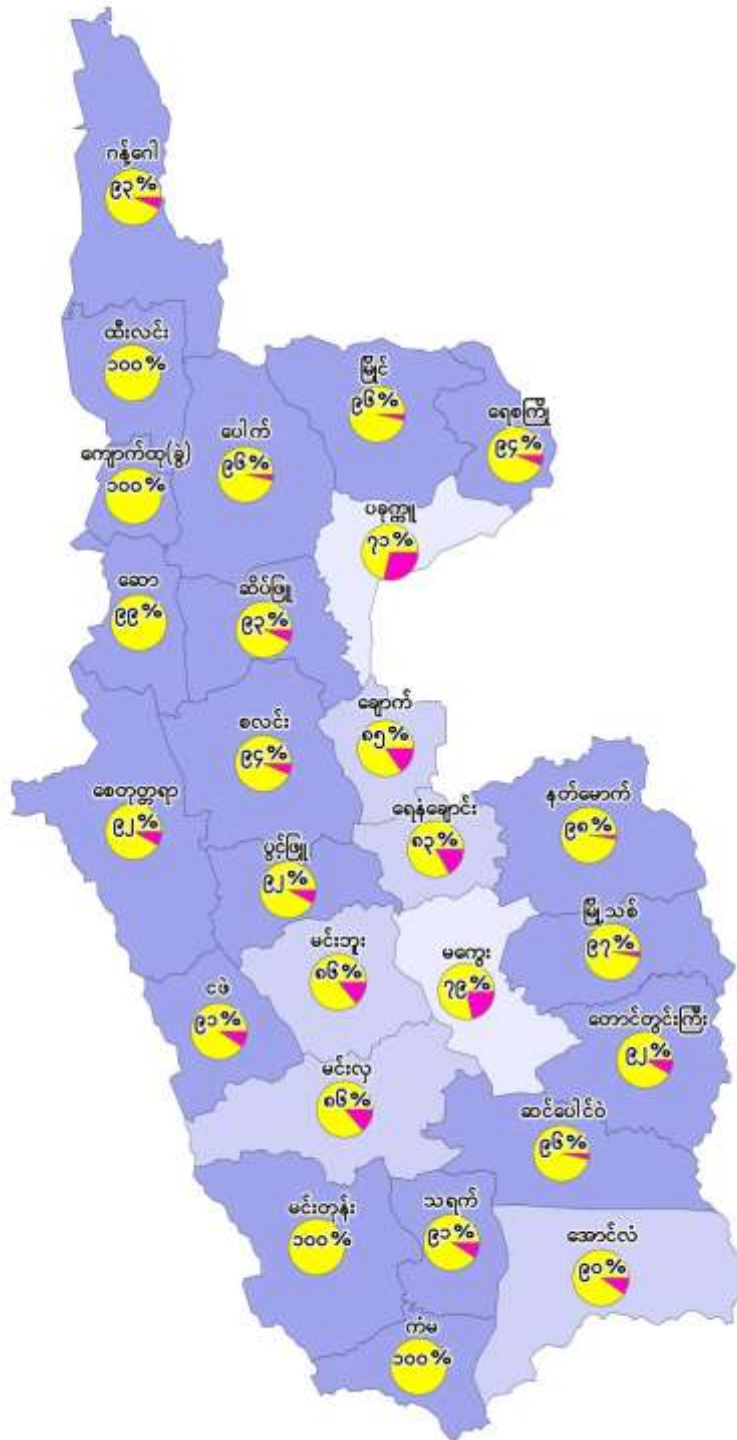 ဂန့်ဂေါ
၉၃%
ထီးလင်း
၁၀၀%
မြိုင်
၉၆%
ရေစကြို
၉၄%
ပေါက်
၉၆%
ကျောက်ထု(ခွဲ)
၁၀၀%
ပခုက္ကူ
၇၁%
ဆော
၉၉%
ဆိပ်ဖြူ
၉၃%
စလင်း
၉၄%
ချောက်
၈၅%
စေတုတ္တရာ
၉၂%
ရေနံချောင်း
၈၃%
နတ်မောက်
၉၈%
ပွင့်ဖြူ
၉၂%
မြို့သစ်
၉၇%
မင်းဘူး
၈၆%
မကွေး
၇၉%
ငဖဲ
၉၁%
တောင်တွင်းကြီး
၉၂%
မင်းလှ
၈၆%
ဆင်ပေါင်ဝဲ
၉၆%
မင်းတုန်း
၁၀၀%
သရက်
၉၁%
အောင်လံ
၉၀%
ကံမ
၁၀၀%